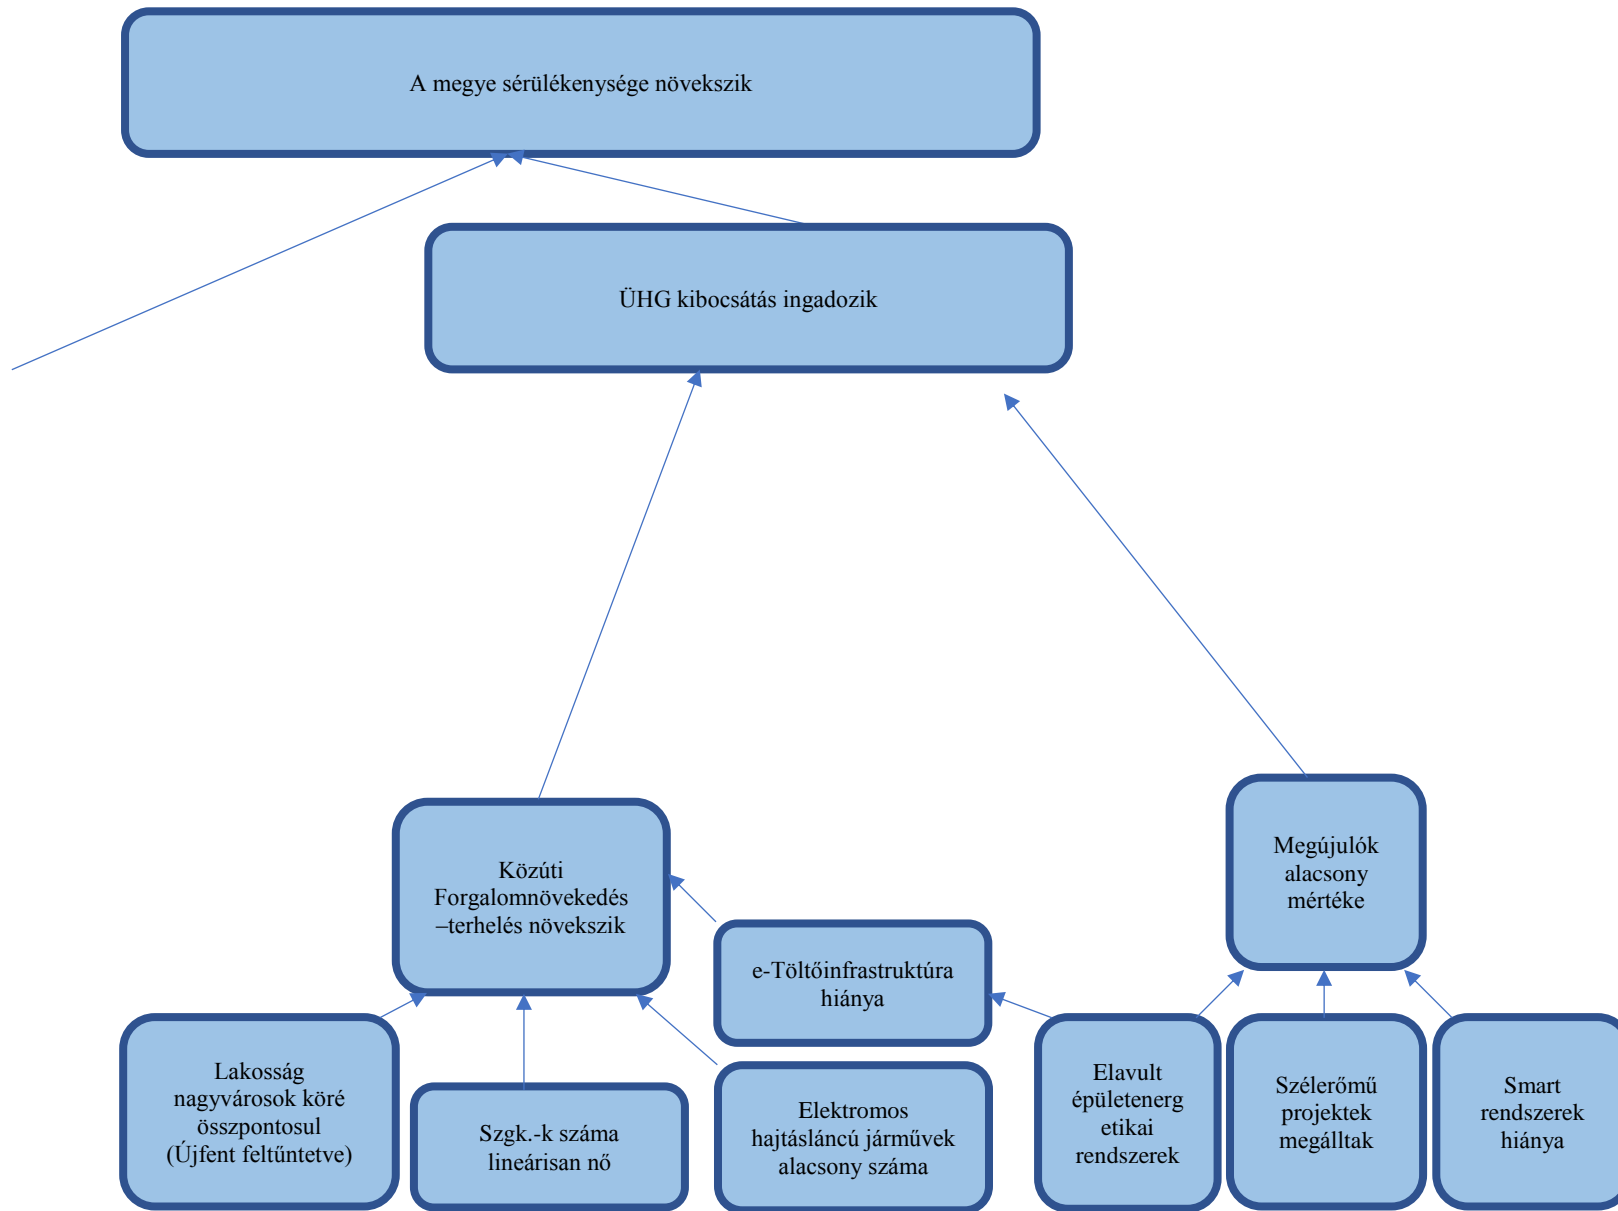 A megye sérülékenysége növekszik
ÜHG kibocsátás ingadozik
Közúti
Forgalomnövekedés
–terhelés növekszik
Megújulók
alacsony
mértéke
e-Töltőinfrastruktúra
hiánya
Lakosság
nagyvárosok köré
összpontosul
(Újfent feltűntetve)
Szgk.-k száma
lineárisan nő
Elektromos
hajtásláncú járművek
alacsony száma
Elavult
épületenerg
etikai
rendszerek
Szélerőmű
projektek
megálltak
Smart
rendszerek
hiánya